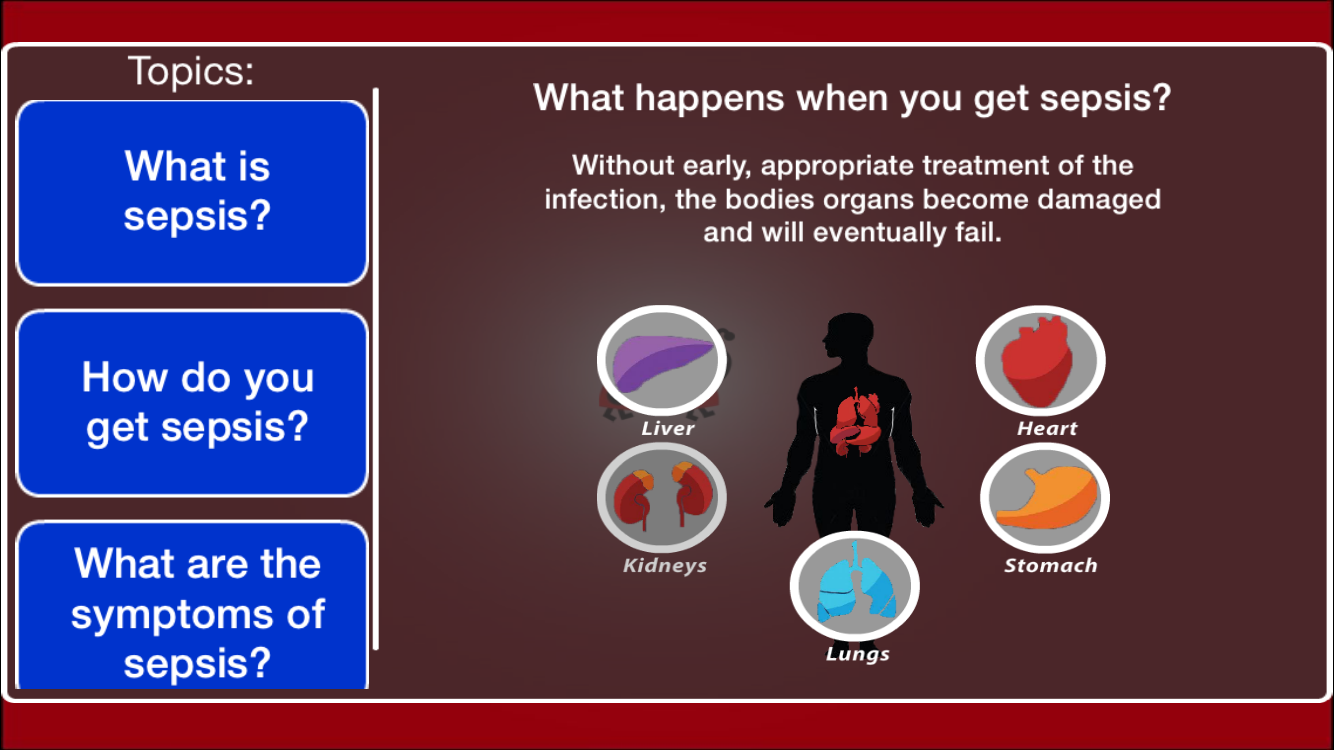 Topics:
What is
sepsis?
How do you
get sepsis?
What are the
symptoms of
sepsis?
What happens when you get sepsis?
Without early, appropriate treatment of the
infection, the bodies organs become damaged
and will eventually fail.
Liver
Heart
Kidneys
Stomach
Lungs